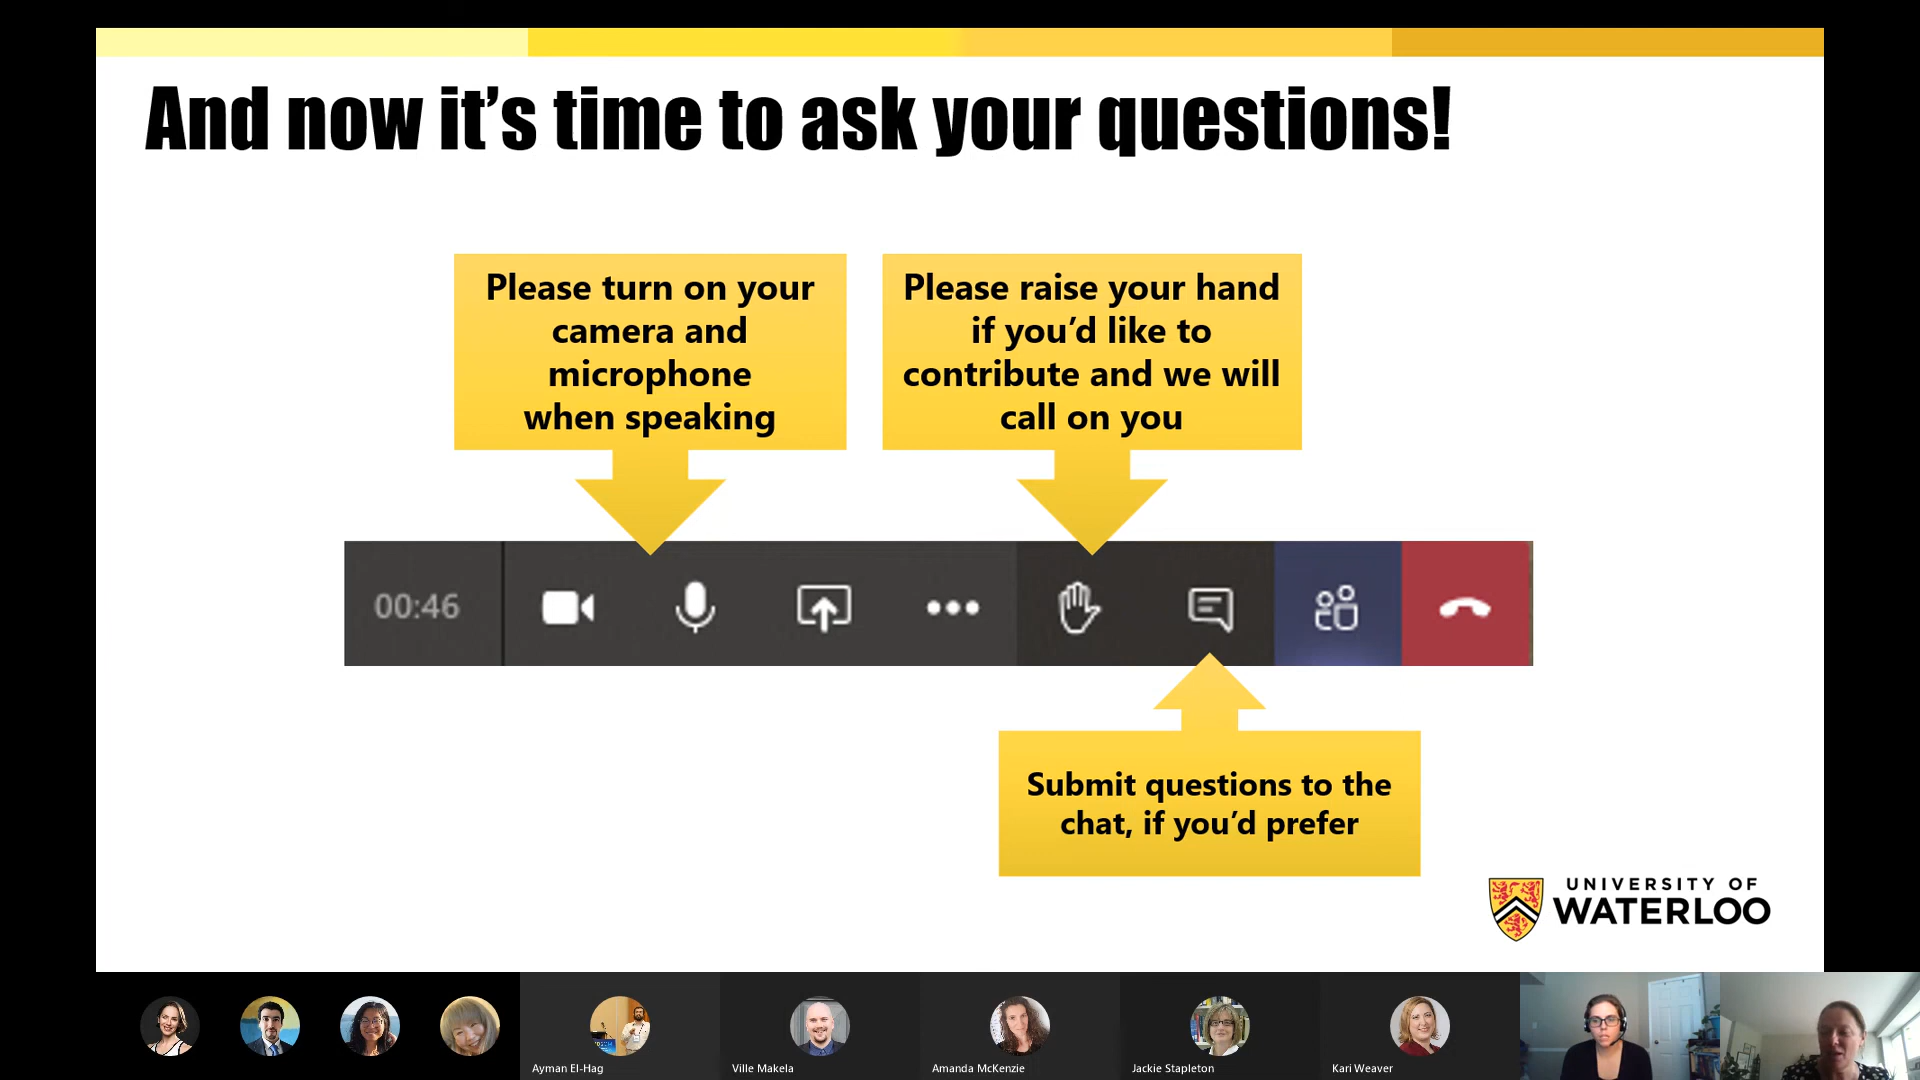 And now it’s time to ask your questions!
Please turn on your
camera and
microphone
when speaking
Please raise your hand
if you’d like to
contribute and we will
call on you
00:46
Submit questions to the
chat, if you’d prefer
UNIVERSITY OF
WATERLOO
Ayman El-Hag
Ville Makela
Amanda McKenzie
Jackie Stapleton
Kari Weaver